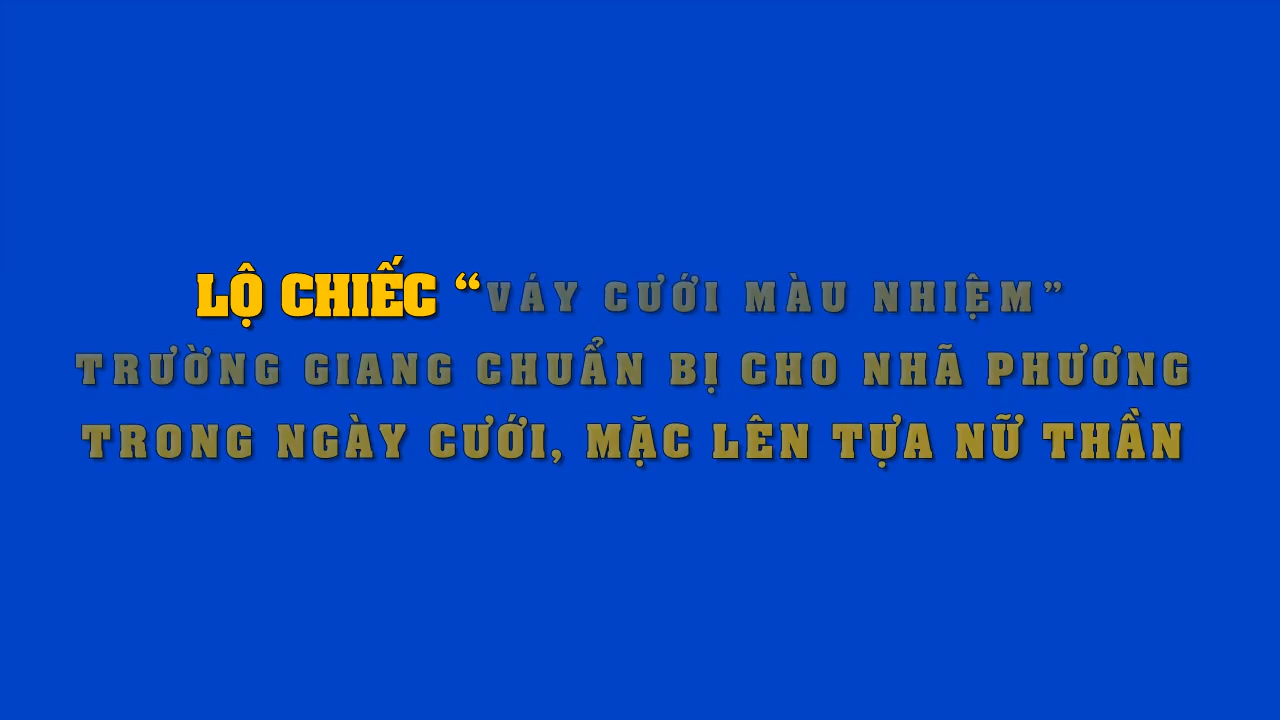 LỘ CHIẾC “VÁY CƯỚI MÀU NHIỆM”
TRƯỜNG GIANG CHUẨN BỊ CHO NHÃ PHƯƠNG
TRONG NGÀY CƯỚI, MẶC LÊN TỰA NỮ THẦN